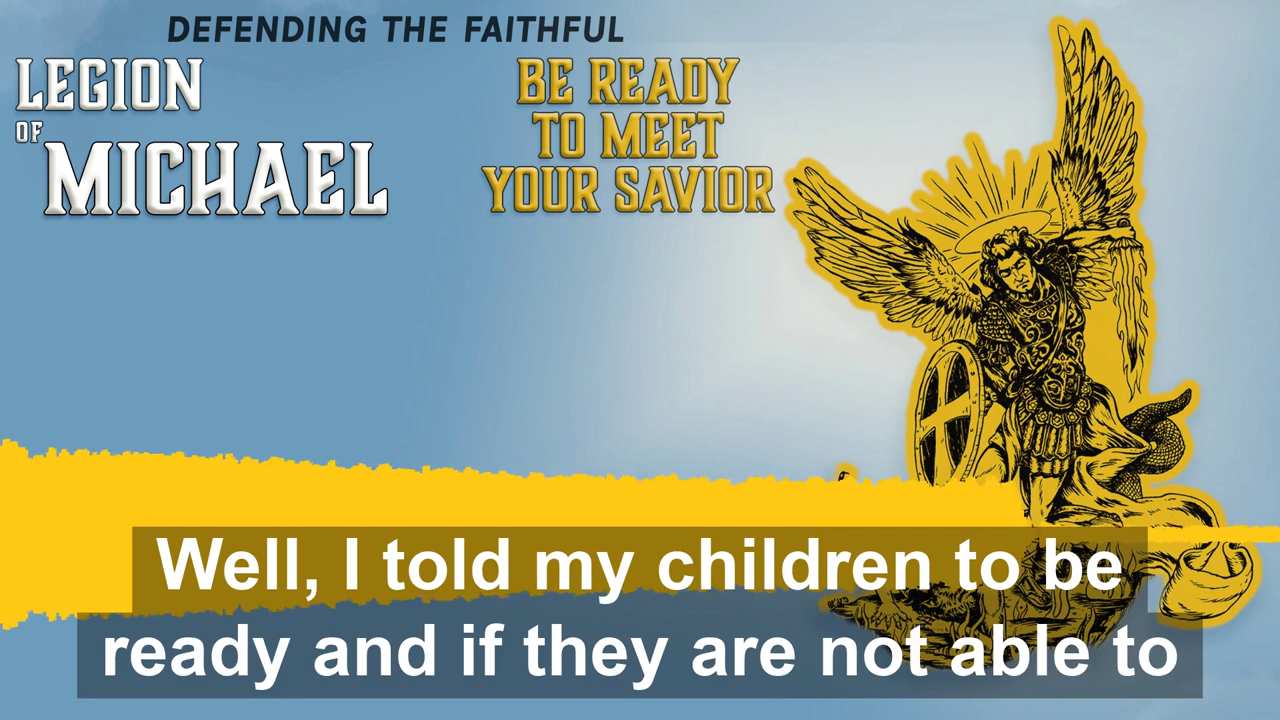 DEFENDING THE FAITHFUL
LEGION
OF
MICHAEL
BE READY
TO MEET
YOUR SAVIOR
Well, I told my children to be
ready and if they are not able to